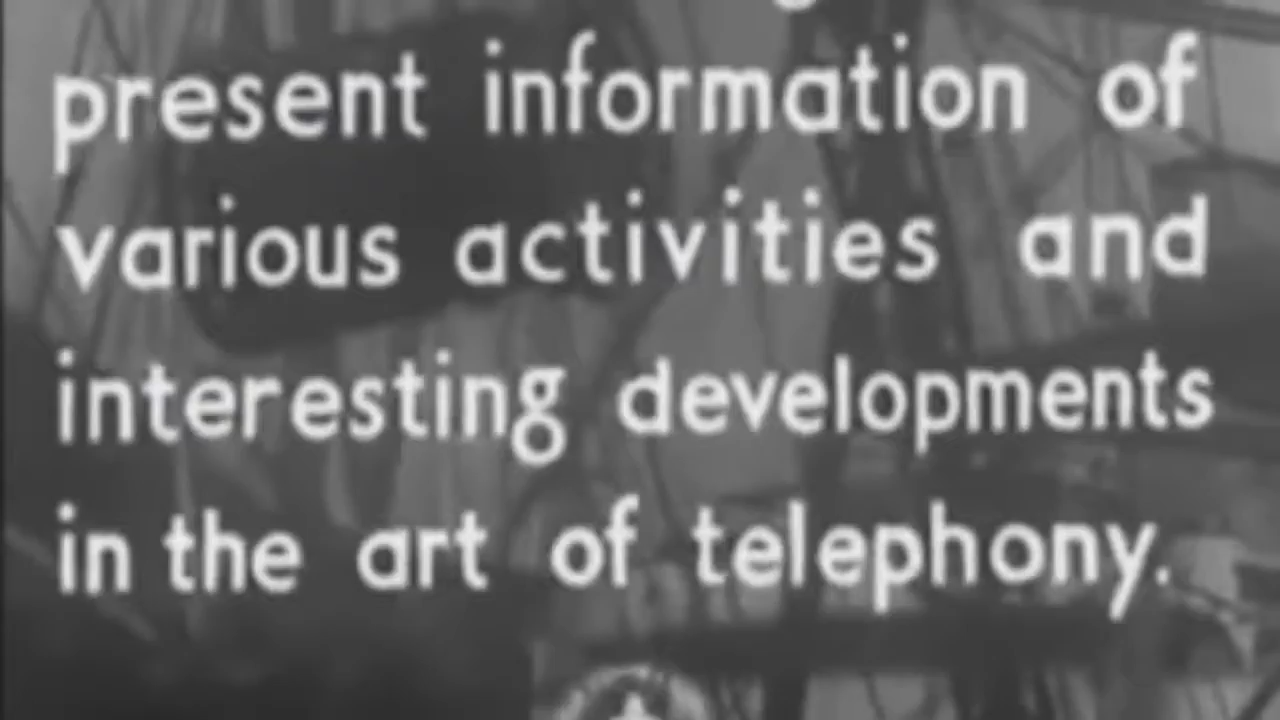 present information of
various activities and
interesting developments
in the art of telephony.